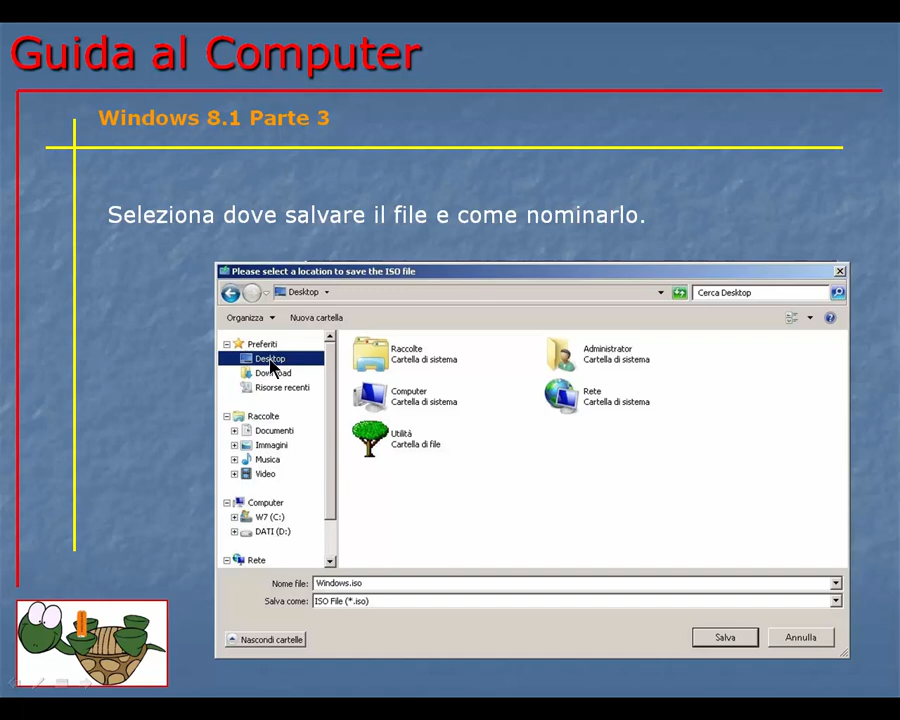 Guida al Computer
Windows 8.1 Parte 3
Seleziona dove salvare il file e come nominarlo.
Please select a location to save the ISO file
Desktop
Cerca Desktop
Organizza
Nuova cartella
Preferiti
Desktop
Download
Risorse recenti
Raccolte
Documenti
Immagini
Musica
Video
Computer
W7 (C:)
DATI (D:)
Rete
Raccolte
Cartella di sistema
Administrator
Cartella di sistema
Computer
Cartella di sistema
Rete
Cartella di sistema
Utilità
Cartella di file
Nome file: Windows.iso
Salva come: ISO File (*.iso)
Nascondi cartelle
Salva
Annulla